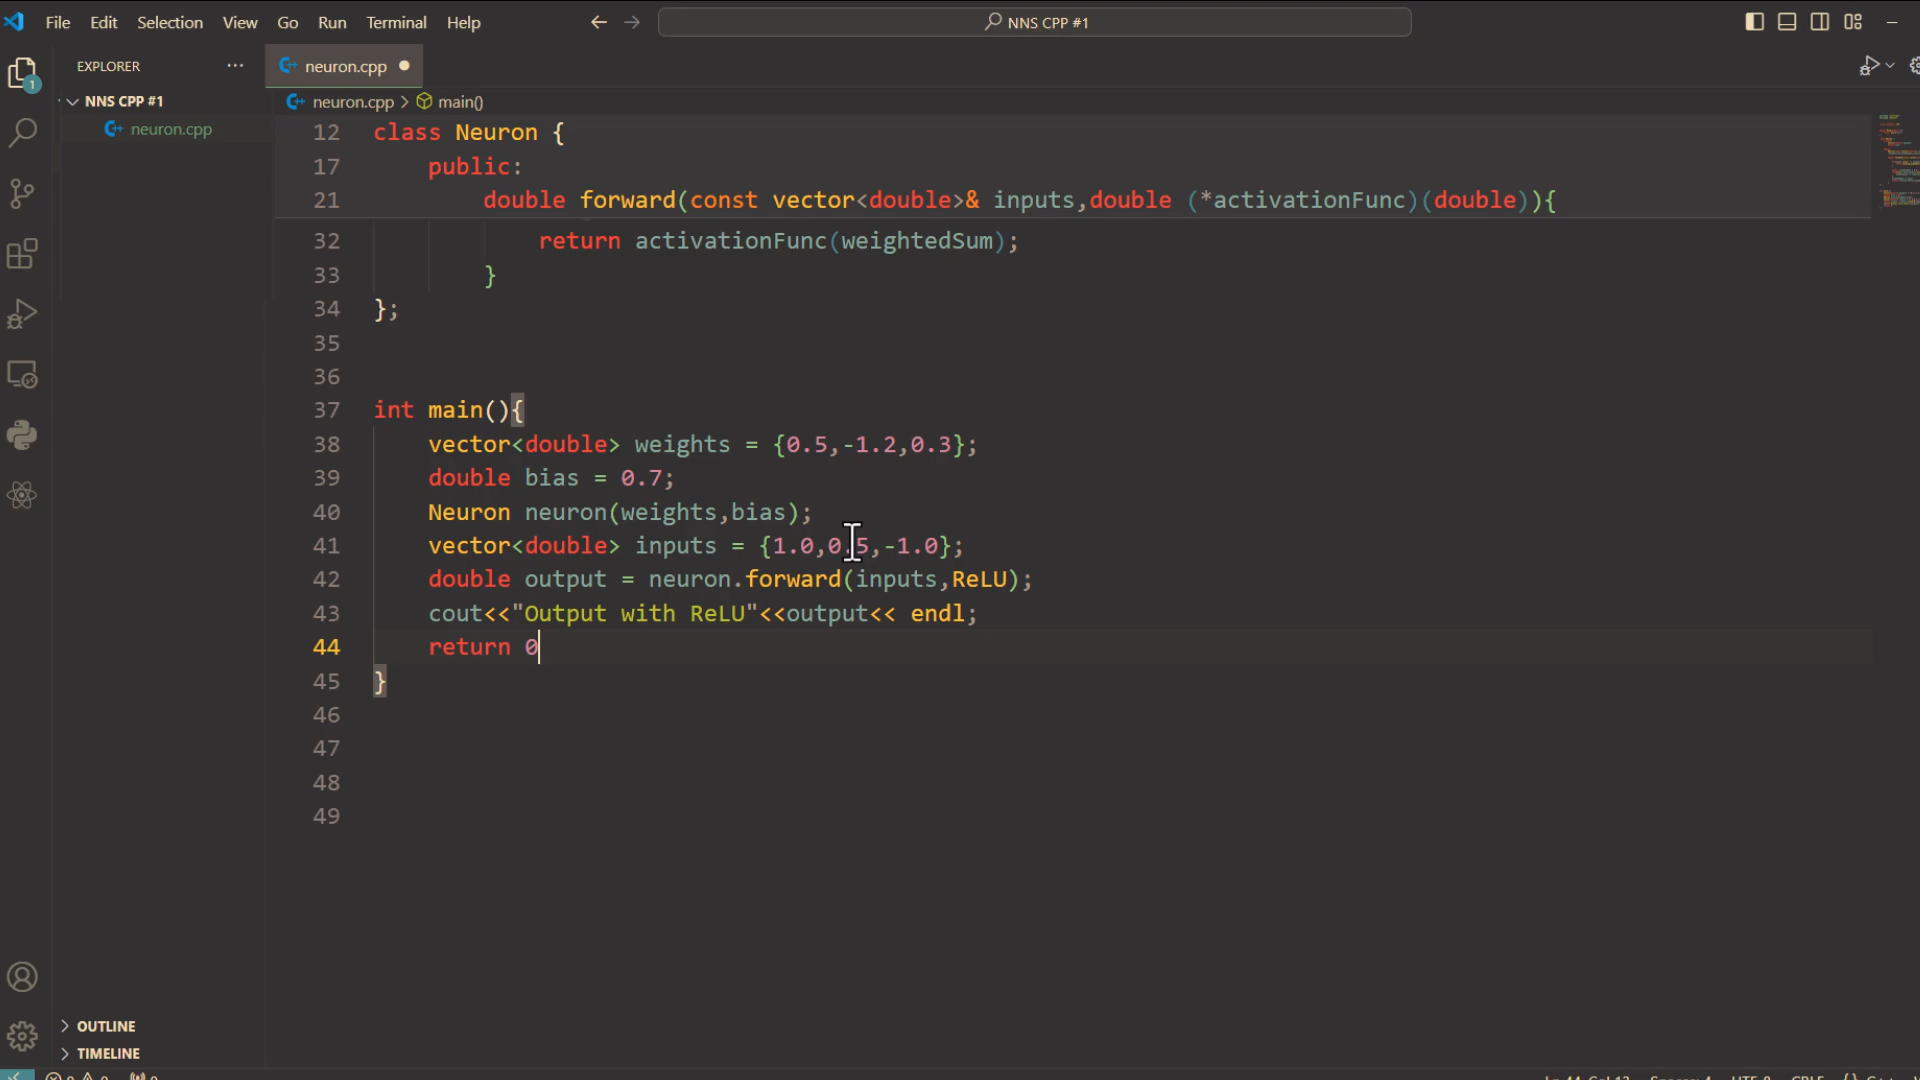 File Edit Selection View Go Run Terminal Help
NNS CPP #1
EXPLORER
neuron.cpp
1
NNS CPP #1
neuron.cpp > main()
neuron.cpp
12 class Neuron {
17 public:
21 double forward(const vector<double>& inputs,double (*activationFunc)(double)){
32 return activationFunc(weightedSum);
33 }
34 };
35
36
37 int main(){
38 vector<double> weights = {0.5,-1.2,0.3};
39 double bias = 0.7;
40 Neuron neuron(weights,bias);
41 vector<double> inputs = {1.0,0.5,-1.0};
42 double output = neuron.forward(inputs,ReLU);
43 cout<<"Output with ReLU"<<output<< endl;
44 return 0
45 }
46
47
48
49
OUTLINE
TIMELINE